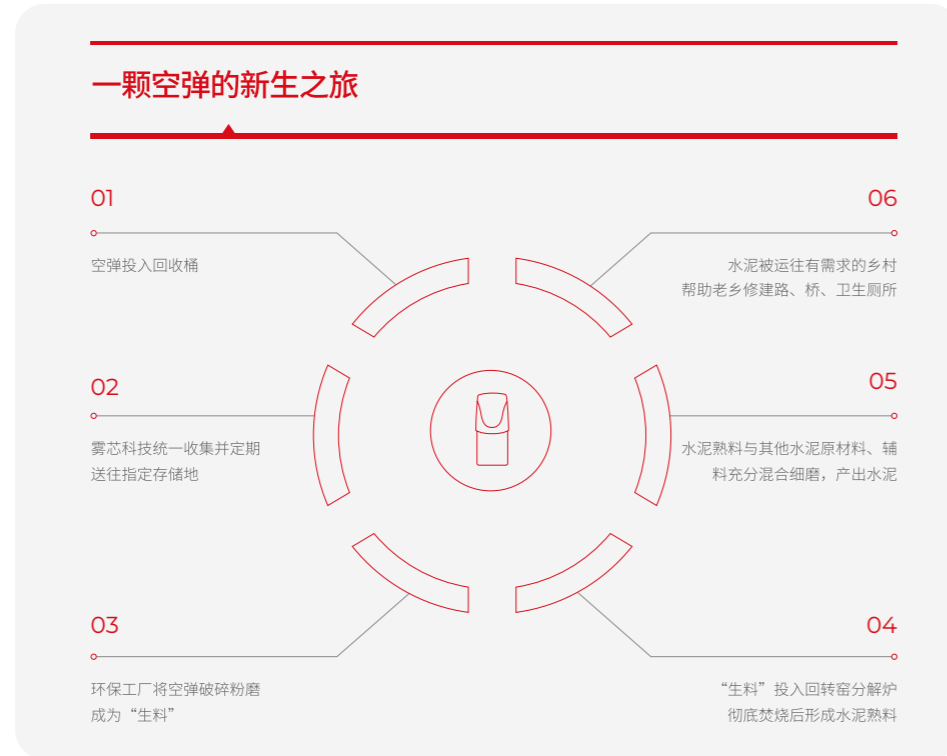 一颗空弹的新生之旅
01
空弹投入回收桶
02
雾芯科技统一收集并定期
送往指定存储地
03
环保工厂将空弹破碎粉磨
成为“生料”
04
“生料”投入回转窑分解炉
彻底焚烧后形成水泥熟料
05
水泥熟料与其他水泥原材料、辅
料充分混合细磨，产出水泥
06
水泥被运往有需求的乡村
帮助老乡修建路、桥、卫生厕所